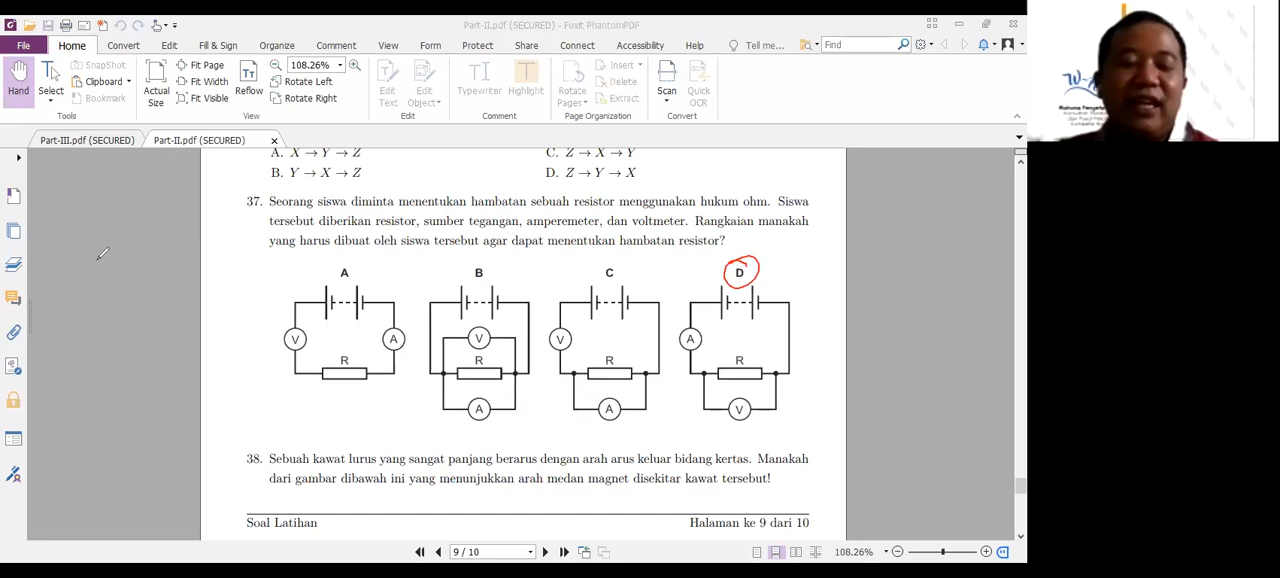 Part-II.pdf (SECURED) - Foxit PhantomPDF
File Home Convert Edit Fill & Sign Organize Comment View Form Protect Share Connect Accessibility Help Tell me... Find
Hand
Select
SnapShot
Clipboard
Bookmark
Tools
Actual Size
Fit Page
Fit Width
Fit Visible
Reflow
108.26%
Rotate Left
Rotate Right
View
Edit Text
Edit Object
Edit
Typewriter
Highlight
Comment
Rotate Pages
Insert
Delete
Extract
Page Organization
Scan
Quick OCR
Convert
Part-III.pdf (SECURED) Part-II.pdf (SECURED)
A. X → Y → Z C. Z → X → Y
B. Y → X → Z D. Z → Y → X
37. Seorang siswa diminta menentukan hambatan sebuah resistor menggunakan hukum ohm. Siswa
tersebut diberikan resistor, sumber tegangan, amperemeter, dan voltmeter. Rangkaian manakah
yang harus dibuat oleh siswa tersebut agar dapat menentukan hambatan resistor?
A B C D
V A R
V R A
V R A
A R V
38. Sebuah kawat lurus yang sangat panjang berarus dengan arah arus keluar bidang kertas. Manakah
dari gambar dibawah ini yang menunjukkan arah medan magnet disekitar kawat tersebut!
Soal Latihan Halaman ke 9 dari 10
9 / 10 108.26%